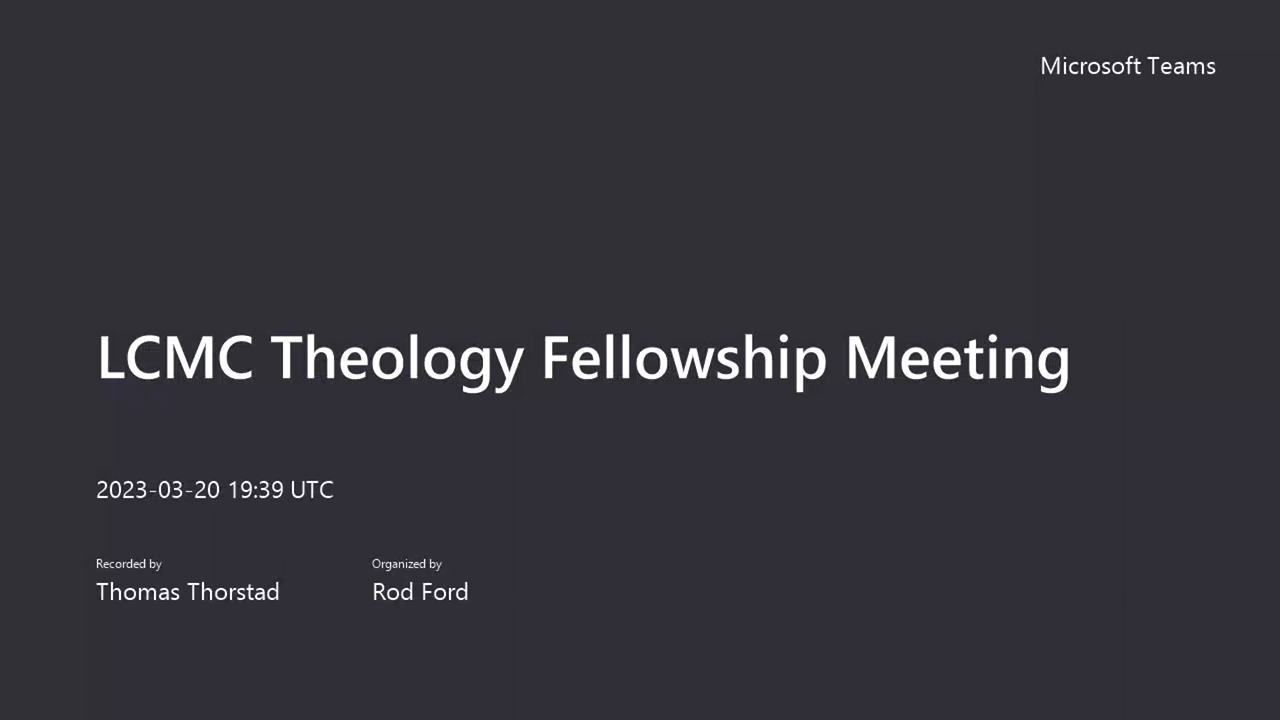 Microsoft Teams
LCMC Theology Fellowship Meeting
2023-03-20 19:39 UTC
Recorded by
Thomas Thorstad
Organized by
Rod Ford